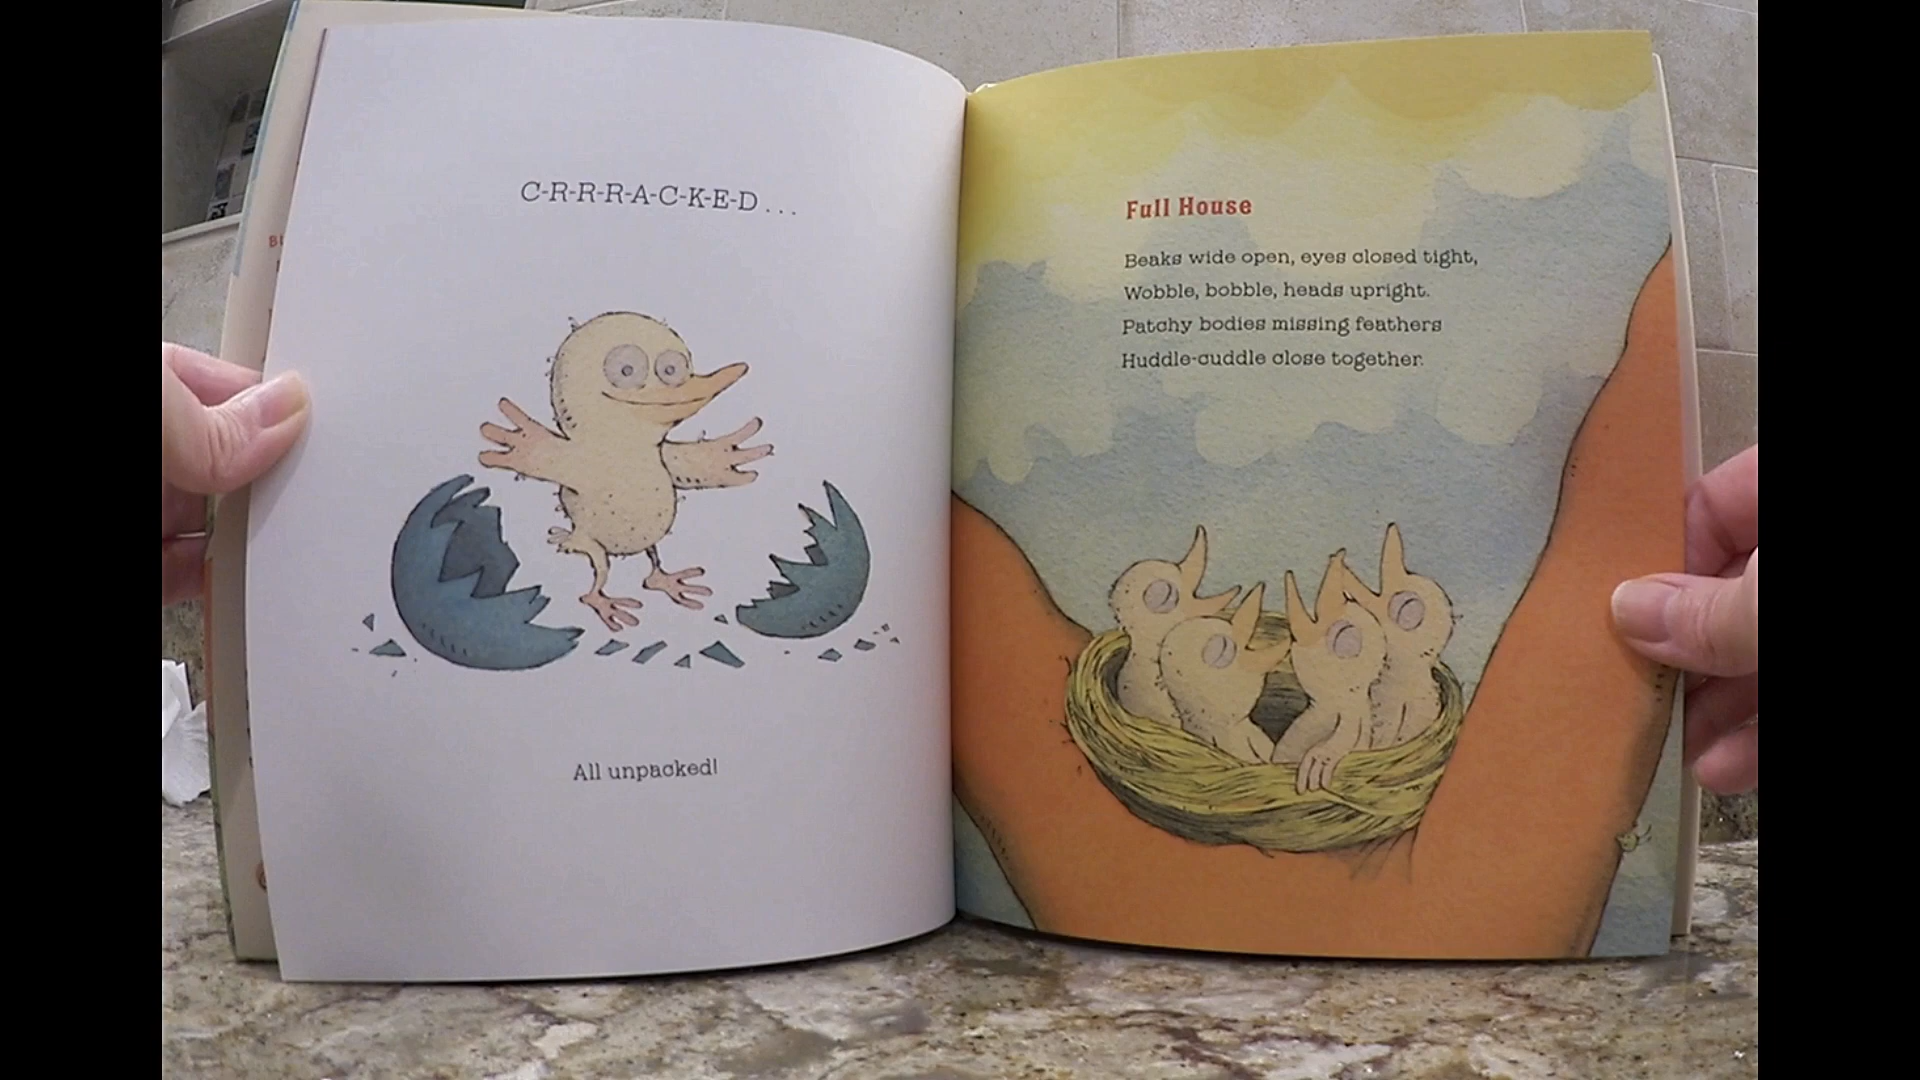 C-R-R-R-A-C-K-E-D . . .
All unpacked!
Full House
Beaks wide open, eyes closed tight,
Wobble, bobble, heads upright.
Patchy bodies missing feathers
Huddle-cuddle close together.